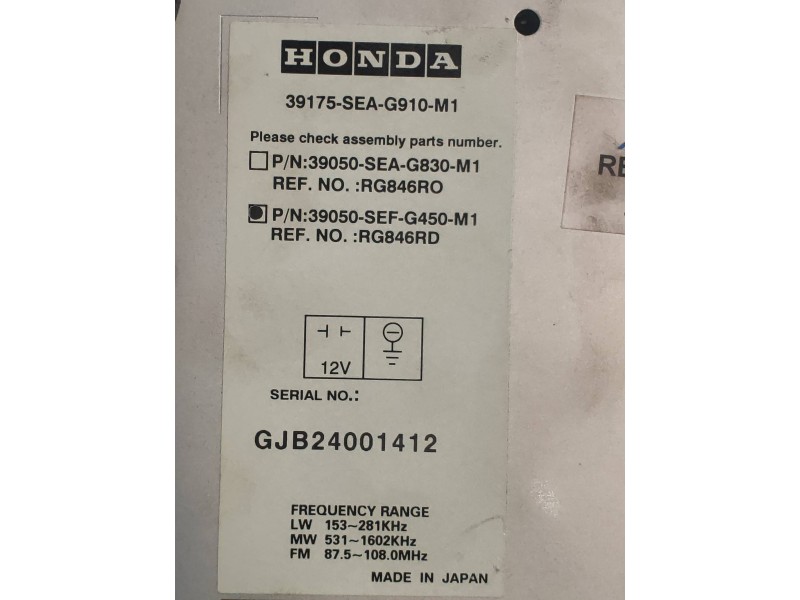 HONDA
39175-SEA-G910-M1
Please check assembly parts number.
P/N:39050-SEA-G830-M1
REF. NO. :RG846RO
P/N:39050-SEF-G450-M1
REF. NO. :RG846RD
12V
SERIAL NO.:
GJB24001412
FREQUENCY RANGE
LW 153~281KHz
MW 531~1602KHz
FM 87.5~108.0MHz
MADE IN JAPAN